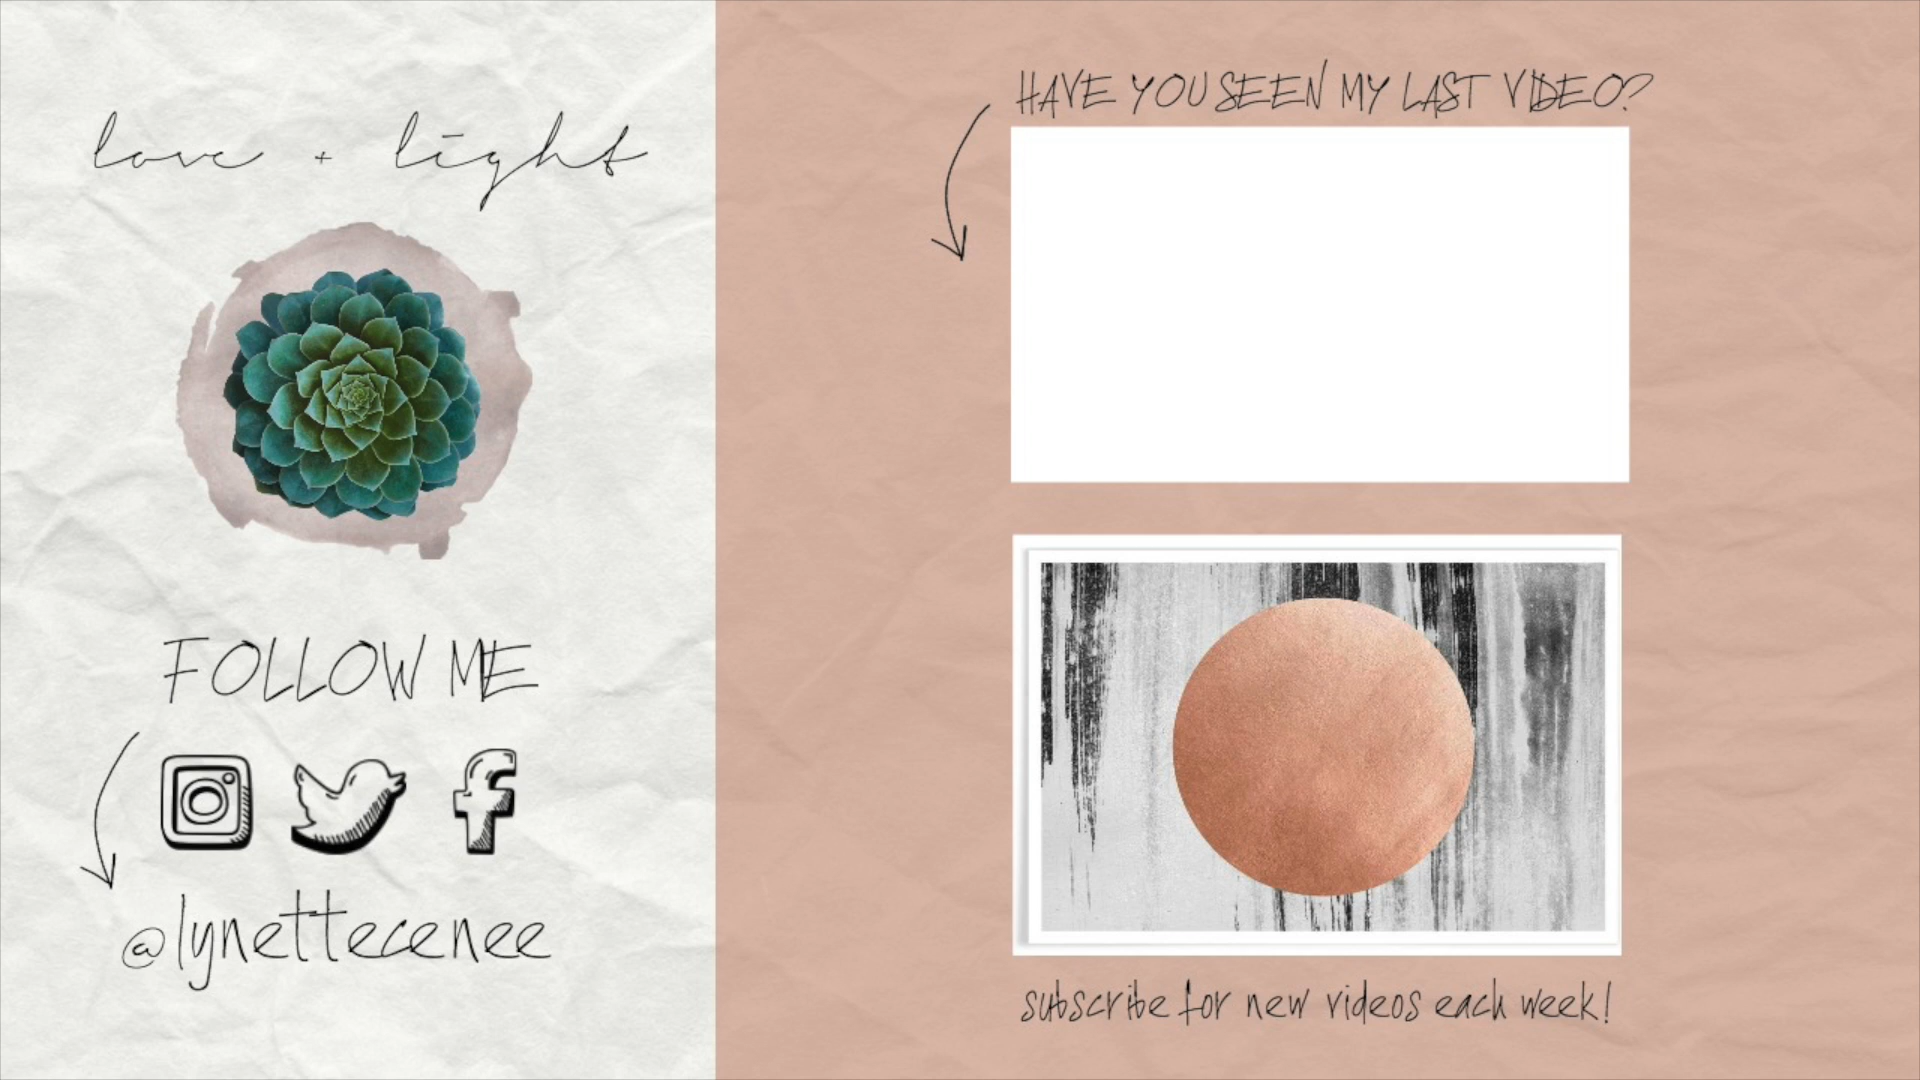 love + light
FOLLOW ME
@lynettecenee
HAVE YOU SEEN MY LAST VIDEO?
subscribe for new videos each week!